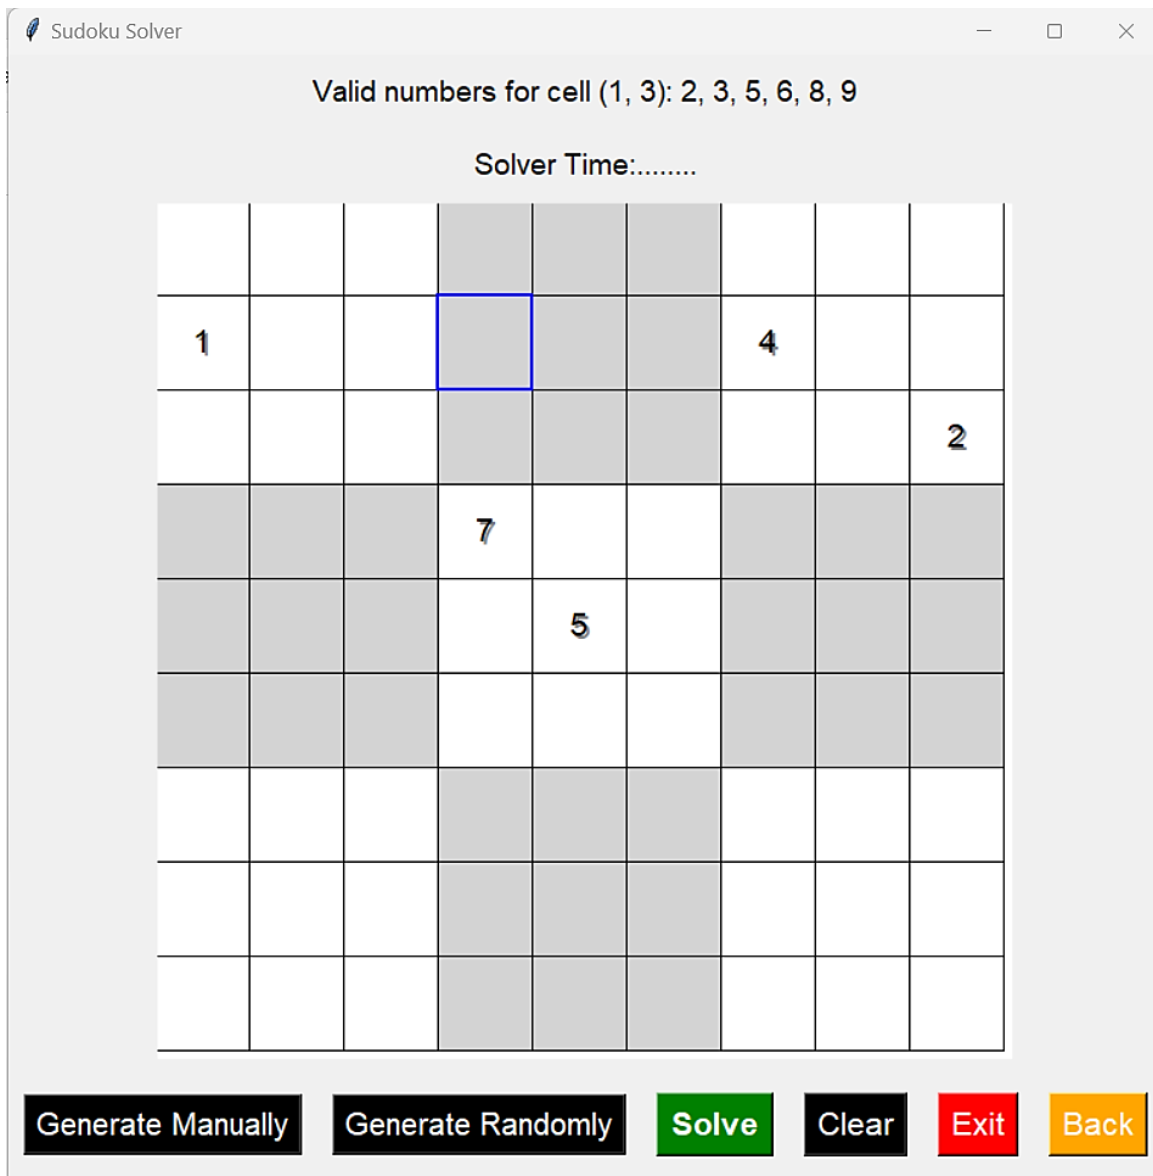 Sudoku Solver
Valid numbers for cell (1, 3): 2, 3, 5, 6, 8, 9
Solver Time:........
1 4
2
7
5
Generate Manually Generate Randomly Solve Clear Exit Back